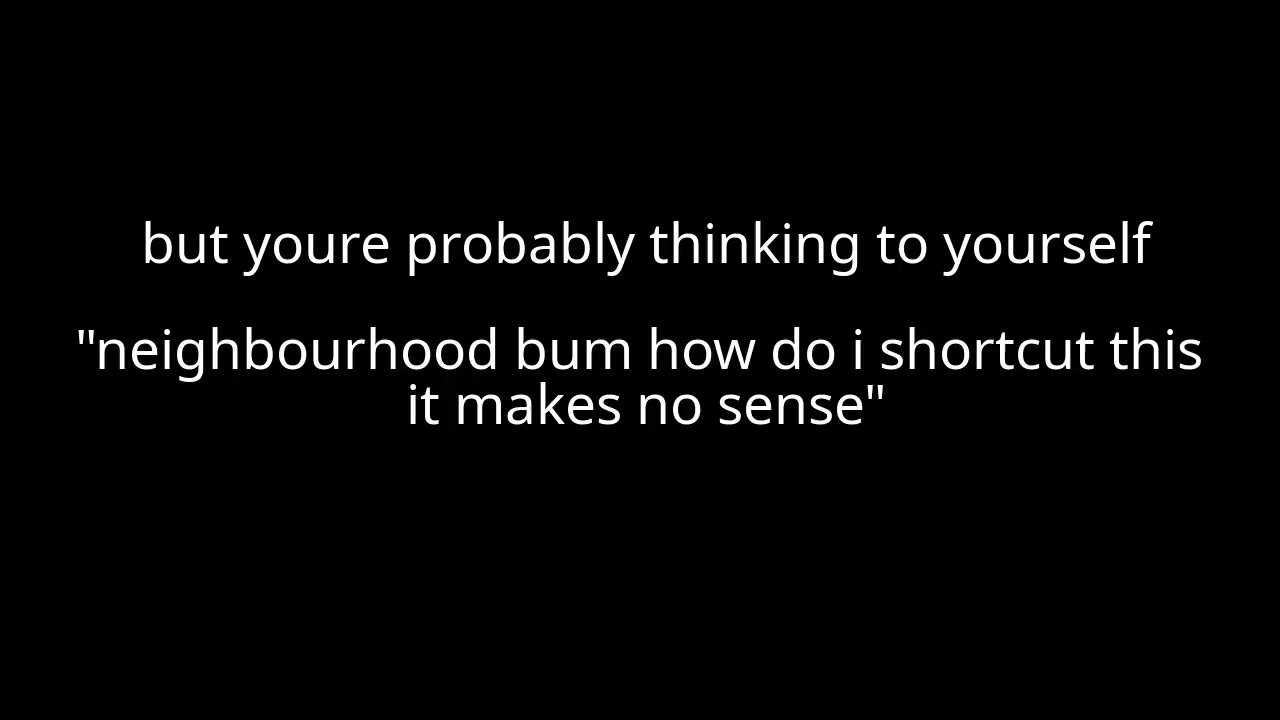 but youre probably thinking to yourself
"neighbourhood bum how do i shortcut this
it makes no sense"